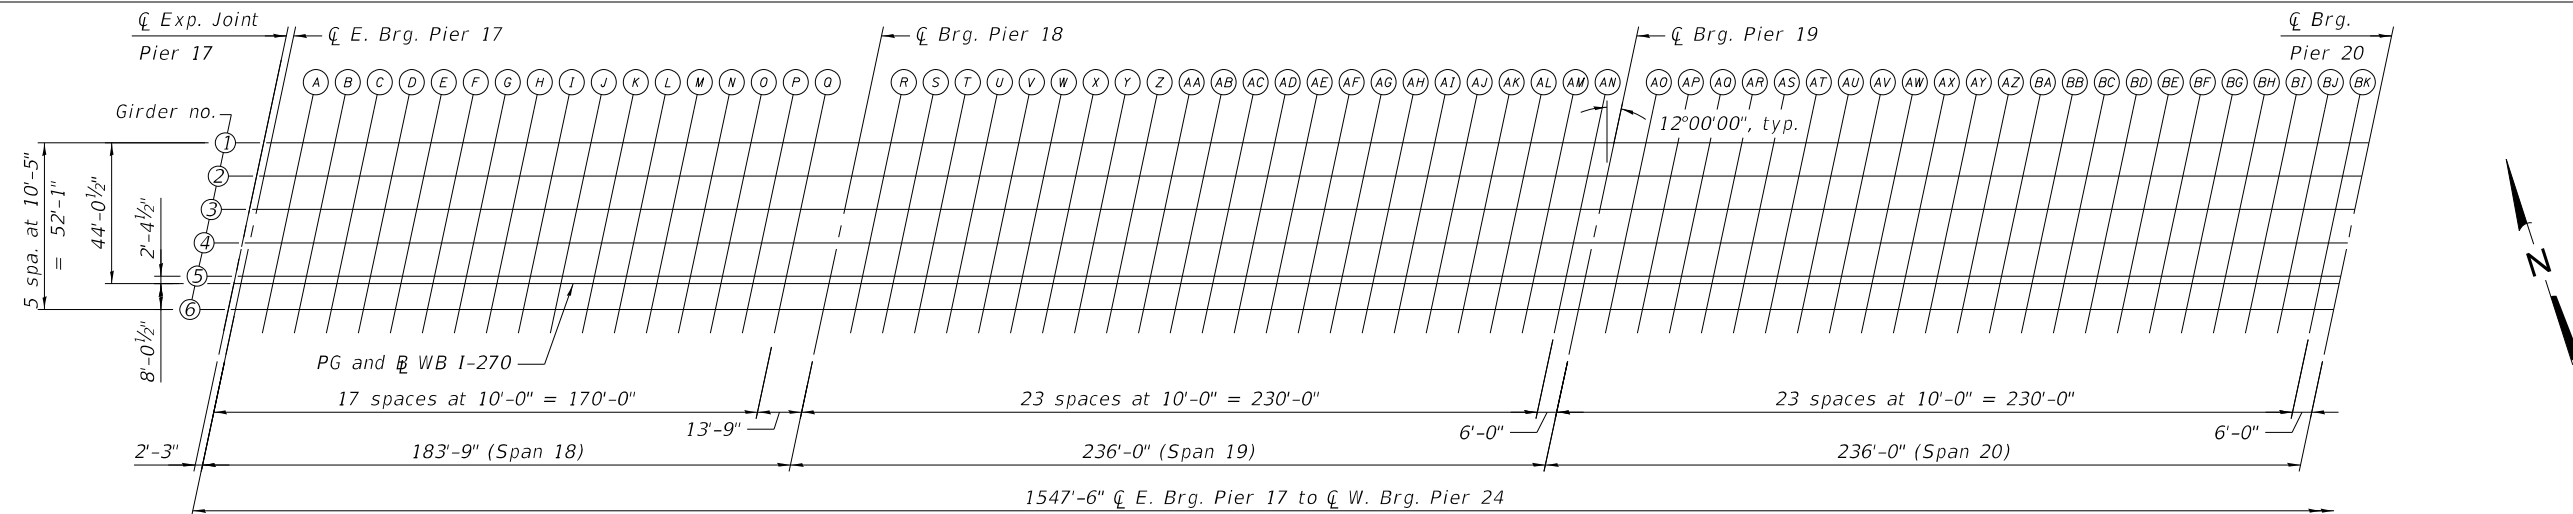 ℄ Exp. Joint
Pier 17
℄ E. Brg. Pier 17
℄ Brg. Pier 18
℄ Brg. Pier 19
℄ Brg.
Pier 20
A B C D E F G H I J K L M N O P Q R S T U V W X Y Z AA AB AC AD AE AF AG AH AI AJ AK AL AM AN AO AP AQ AR AS AT AU AV AW AX AY AZ BA BB BC BD BE BF BG BH BI BJ BK
Girder no.
12°00'00", typ.
1
2
3
4
5
6
5 spa. at 10'-5"
= 52'-1"
44'-0½"
2'-4½"
8'-0½"
N
PG and ⅊ WB I-270
17 spaces at 10'-0" = 170'-0"
23 spaces at 10'-0" = 230'-0"
23 spaces at 10'-0" = 230'-0"
13'-9"
6'-0"
6'-0"
2'-3"
183'-9" (Span 18)
236'-0" (Span 19)
236'-0" (Span 20)
1547'-6" ℄ E. Brg. Pier 17 to ℄ W. Brg. Pier 24